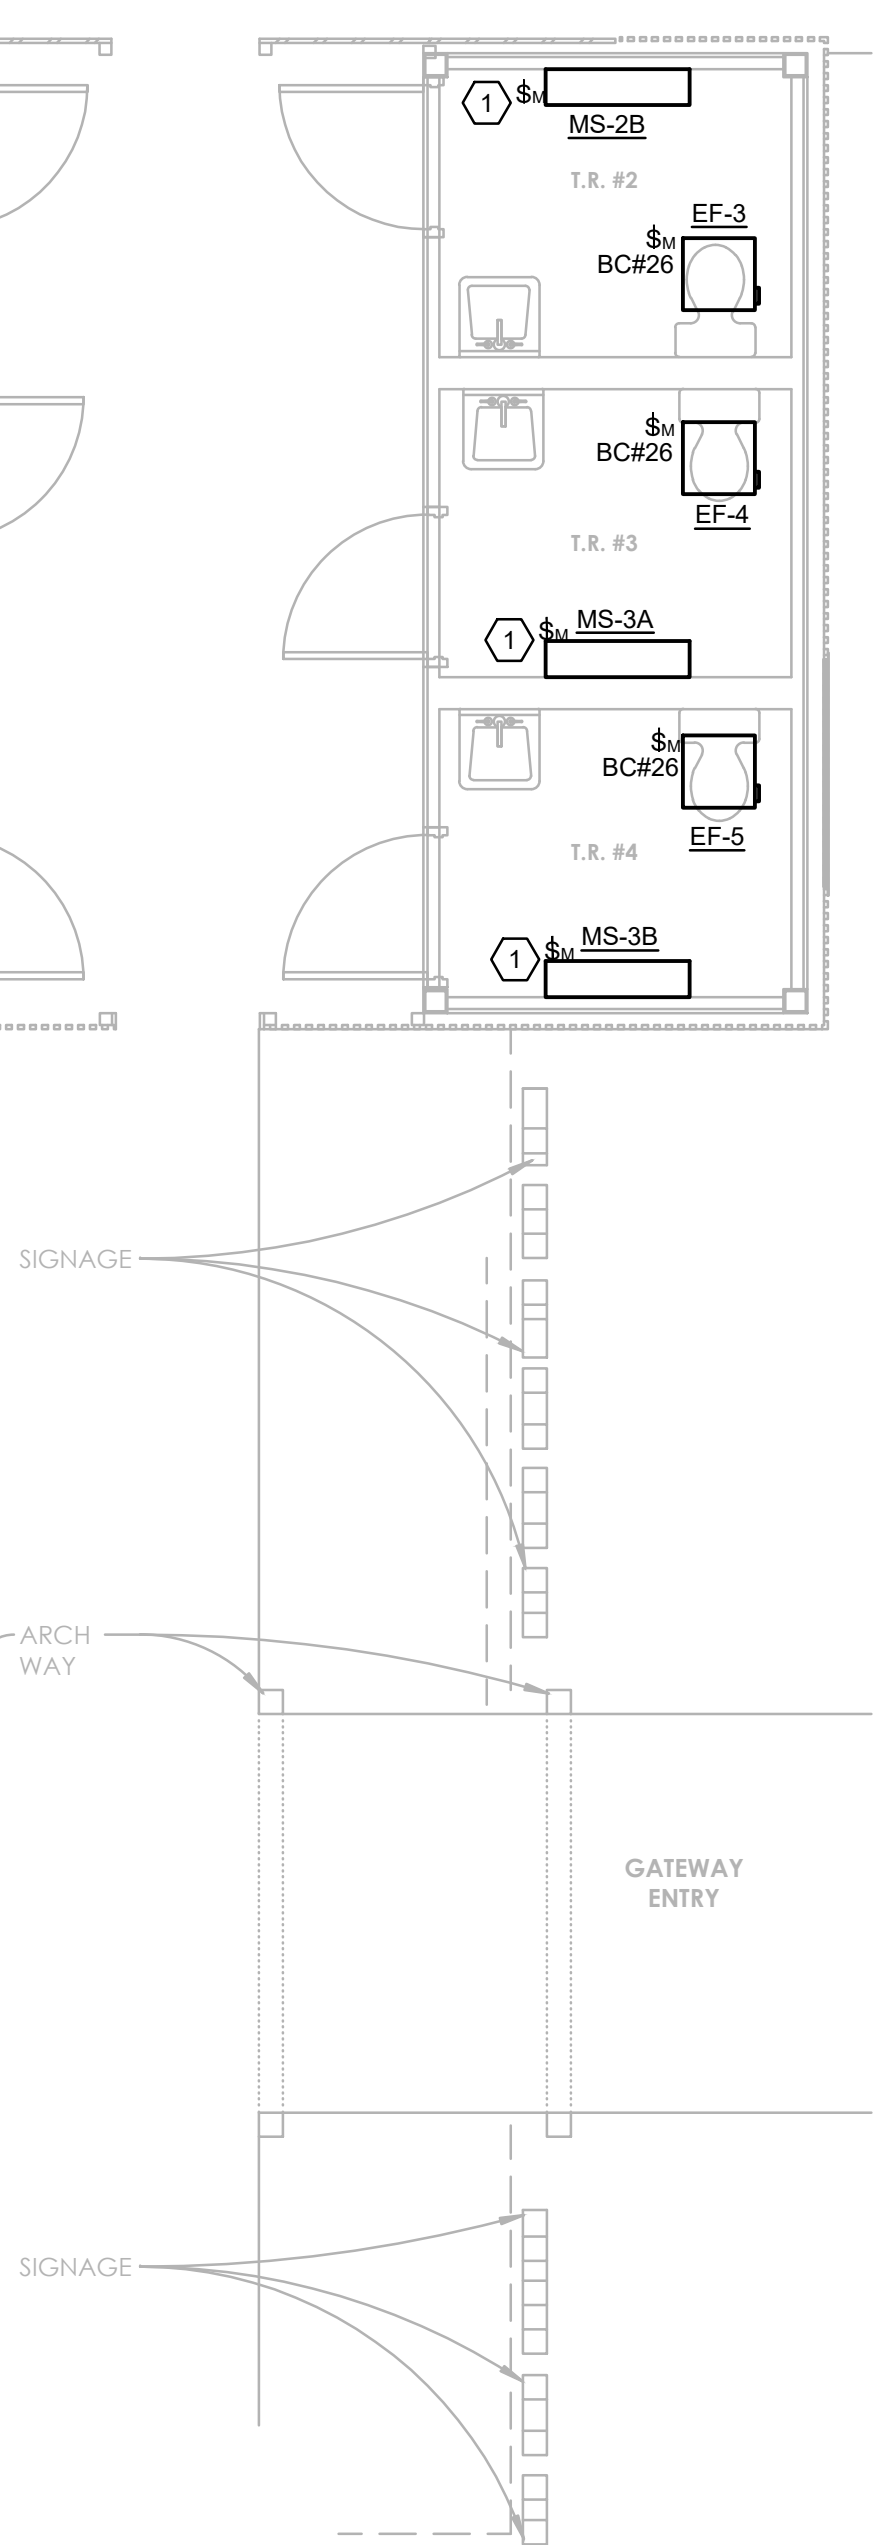 1 $M
MS-2B
T.R. #2
EF-3
$M
BC#26
$M
BC#26
EF-4
T.R. #3
1 $M MS-3A
$M
BC#26
EF-5
T.R. #4
1 $M MS-3B
SIGNAGE
ARCH
WAY
GATEWAY
ENTRY
SIGNAGE